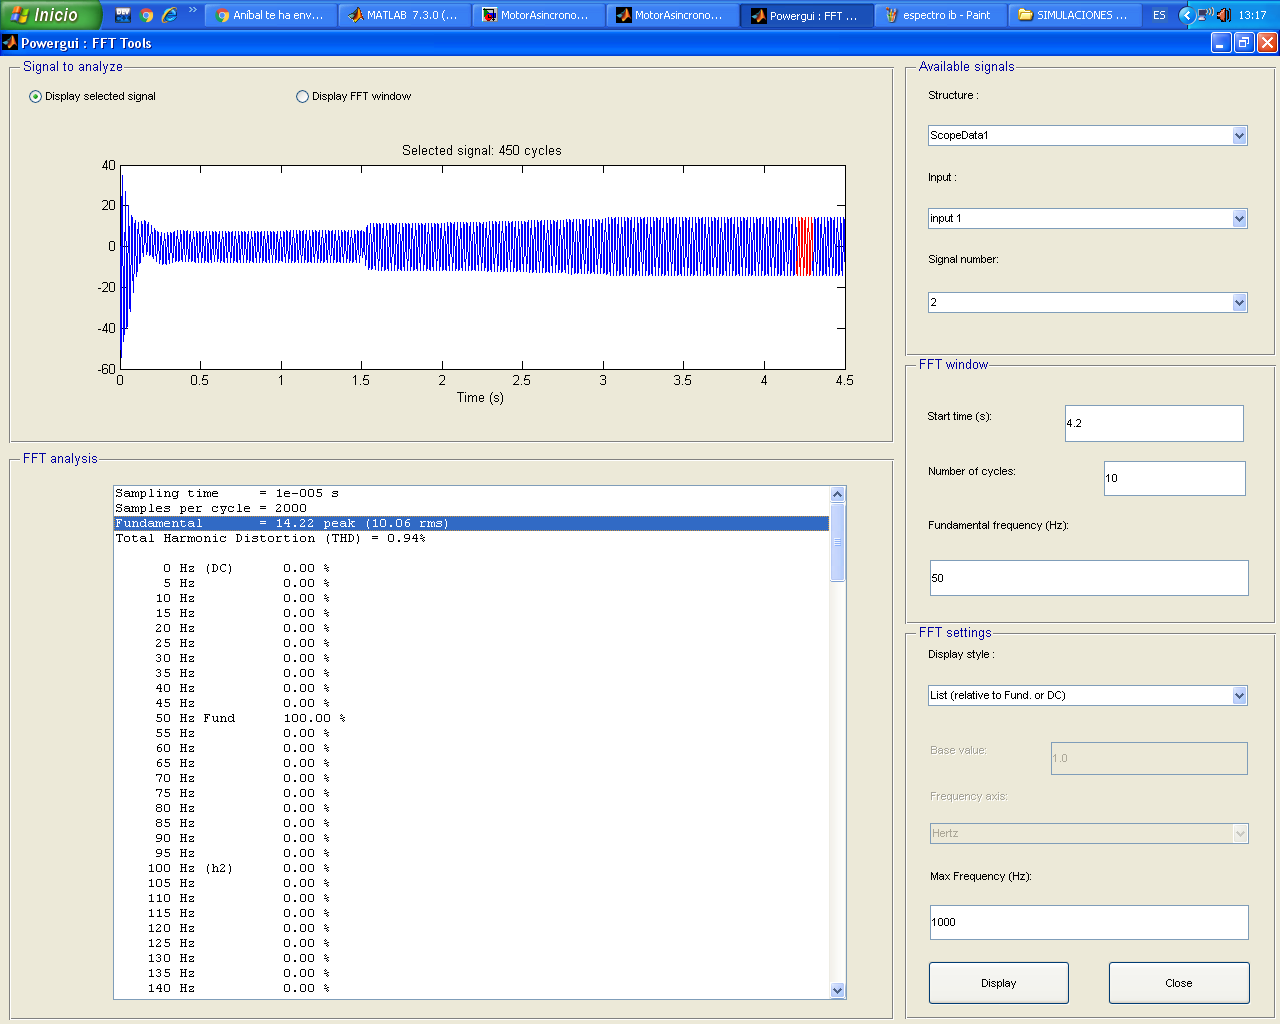 Inicio
Aníbal te ha env...
MATLAB 7.3.0 (...
MotorAsincrono...
MotorAsincrono...
Powergui : FFT ...
espectro ib - Paint
SIMULACIONES ...
ES
13:17
Powergui : FFT Tools
Signal to analyze
Display selected signal
Display FFT window
Selected signal: 450 cycles
40
20
0
-20
-40
-60
0 0.5 1 1.5 2 2.5 3 3.5 4 4.5
Time (s)
FFT analysis
Sampling time = 1e-005 s
Samples per cycle = 2000
Fundamental = 14.22 peak (10.06 rms)
Total Harmonic Distortion (THD) = 0.94%
0 Hz (DC) 0.00 %
5 Hz 0.00 %
10 Hz 0.00 %
15 Hz 0.00 %
20 Hz 0.00 %
25 Hz 0.00 %
30 Hz 0.00 %
35 Hz 0.00 %
40 Hz 0.00 %
45 Hz 0.00 %
50 Hz Fund 100.00 %
55 Hz 0.00 %
60 Hz 0.00 %
65 Hz 0.00 %
70 Hz 0.00 %
75 Hz 0.00 %
80 Hz 0.00 %
85 Hz 0.00 %
90 Hz 0.00 %
95 Hz 0.00 %
100 Hz (h2) 0.00 %
105 Hz 0.00 %
110 Hz 0.00 %
115 Hz 0.00 %
120 Hz 0.00 %
125 Hz 0.00 %
130 Hz 0.00 %
135 Hz 0.00 %
140 Hz 0.00 %
Available signals
Structure :
ScopeData1
Input :
input 1
Signal number:
2
FFT window
Start time (s):
4.2
Number of cycles:
10
Fundamental frequency (Hz):
50
FFT settings
Display style :
List (relative to Fund. or DC)
Base value:
1.0
Frequency axis:
Hertz
Max Frequency (Hz):
1000
Display
Close